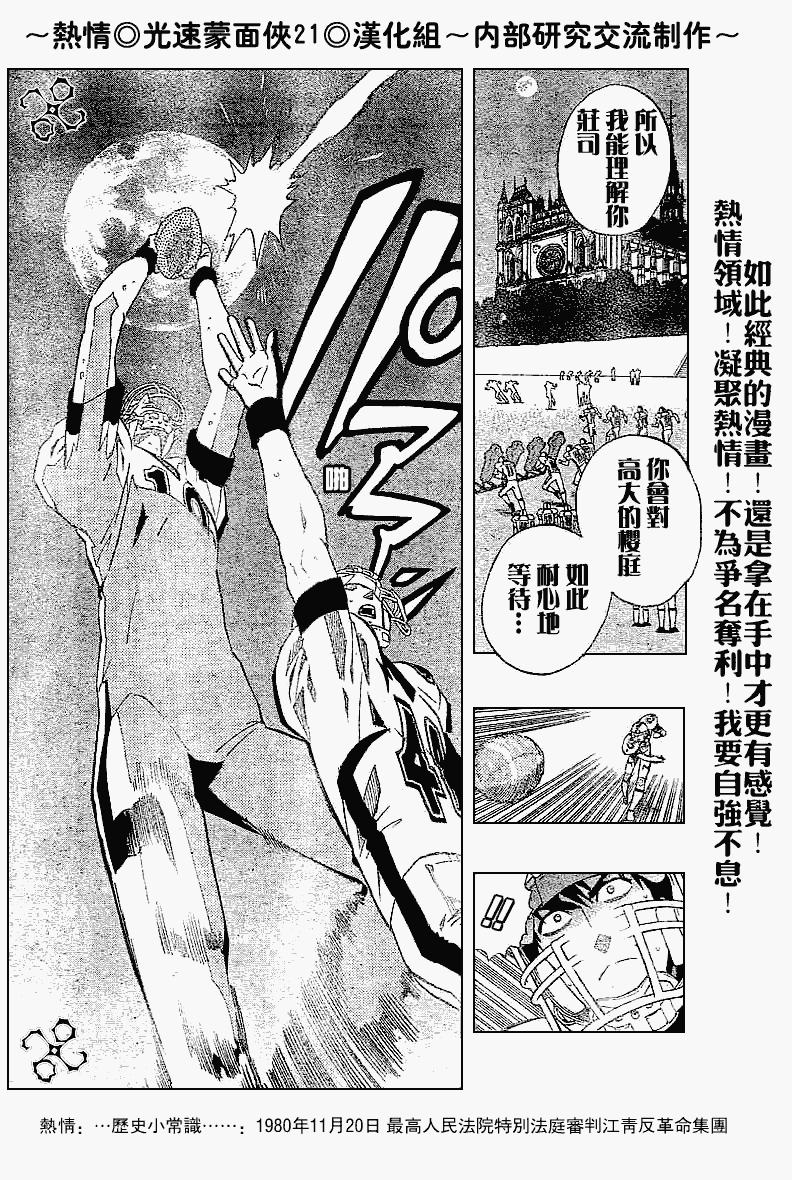 ～熱情◎光速蒙面俠21◎漢化組～内部研究交流制作～
所以
我能理解你
莊司
你會對
高大的櫻庭
如此
耐心地
等待…
!!
啪
如此經典的漫畫！還是拿在手中才更有感覺！
熱情領域！凝聚熱情！不為爭名奪利！我要自強不息！
熱情：…歷史小常識……：1980年11月20日 最高人民法院特別法庭審判江青反革命集團